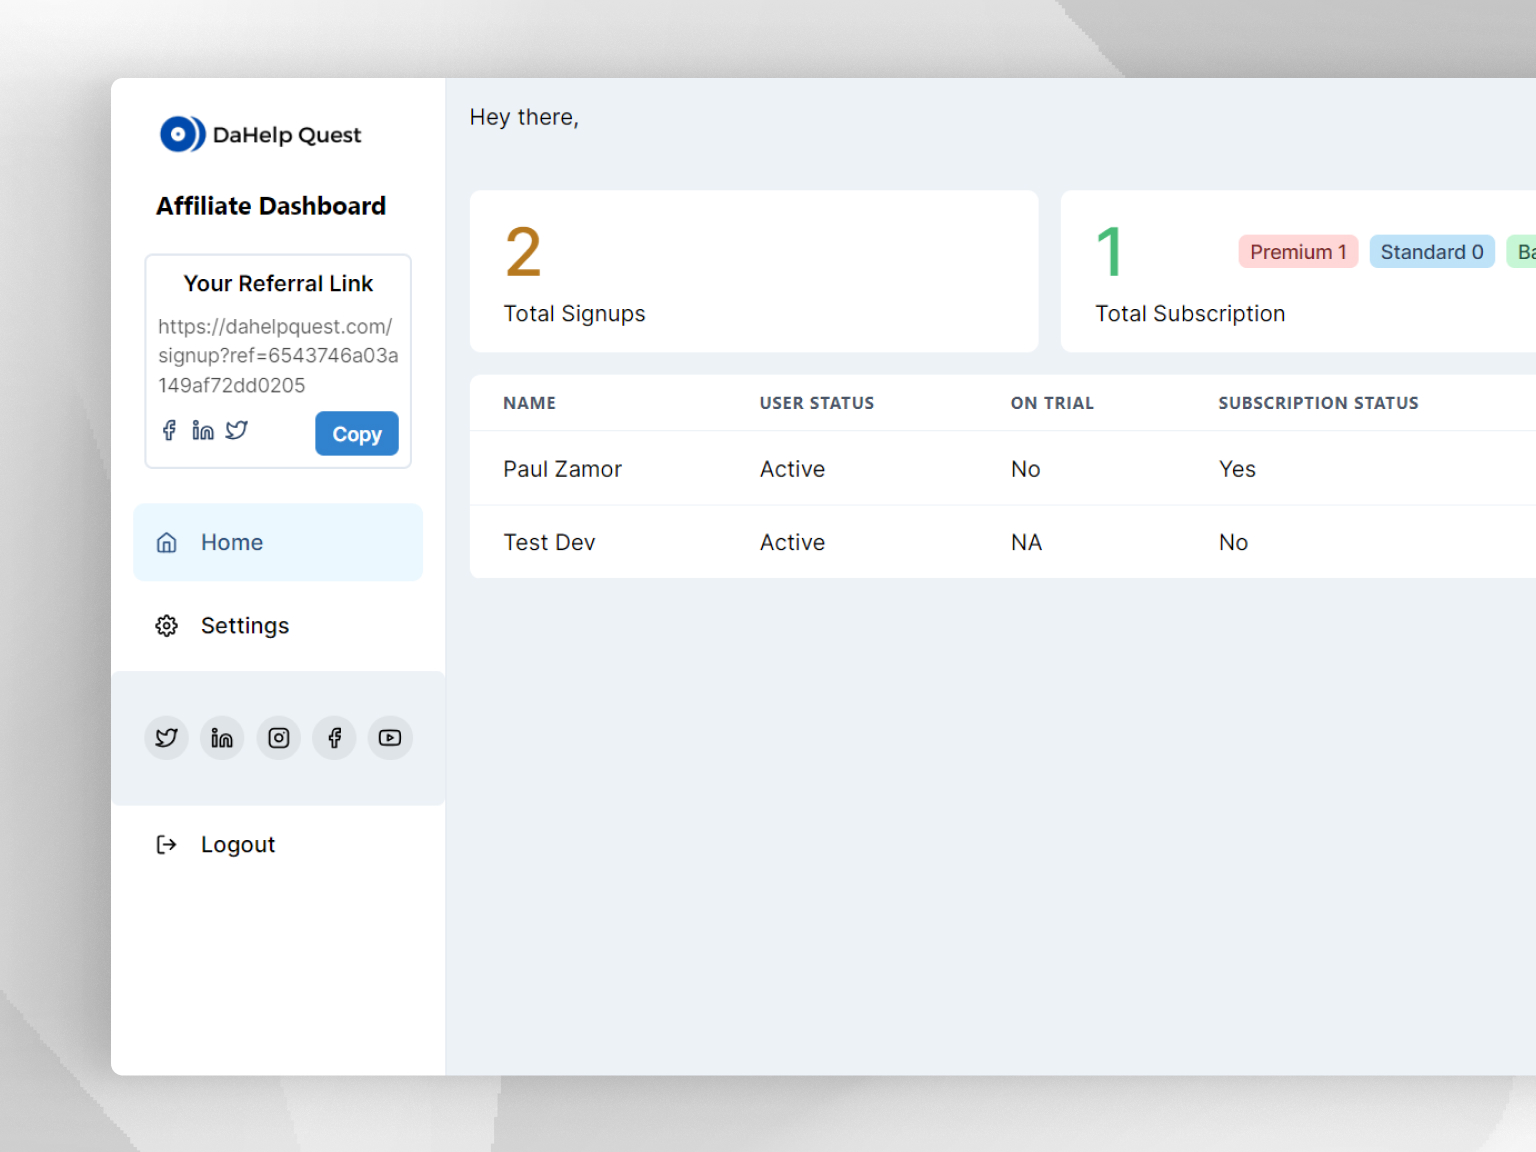 DaHelp Quest
Affiliate Dashboard
Your Referral Link
https://dahelpquest.com/
signup?ref=6543746a03a
149af72dd0205
Copy
Home
Settings
Logout
Hey there,
2
Total Signups
1
Premium 1
Standard 0
Ba
Total Subscription
NAME USER STATUS ON TRIAL SUBSCRIPTION STATUS
Paul Zamor Active No Yes
Test Dev Active NA No